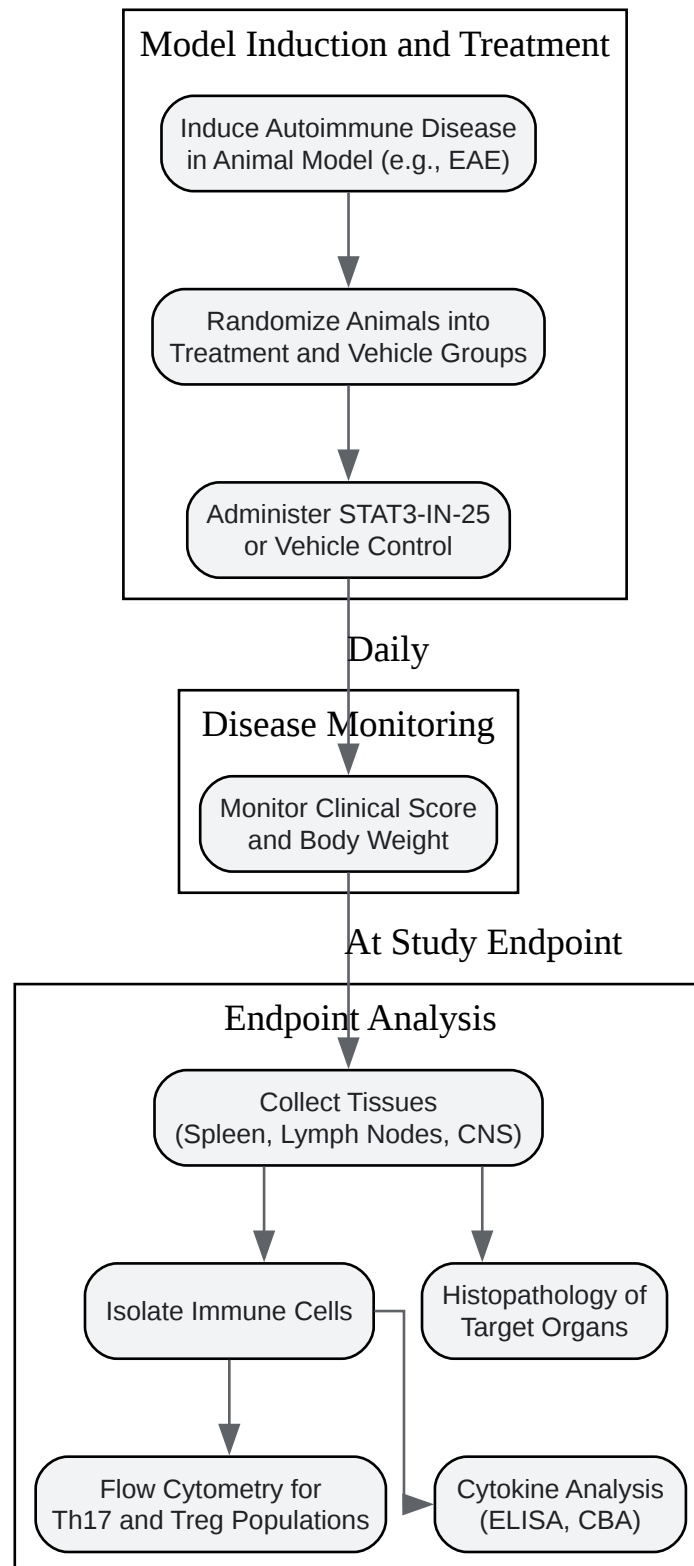 Model Induction and Treatment
Induce Autoimmune Disease
in Animal Model (e.g., EAE)
Randomize Animals into
Treatment and Vehicle Groups
Administer STAT3-IN-25
or Vehicle Control
Daily
Disease Monitoring
Monitor Clinical Score
and Body Weight
At Study Endpoint
Endpoint Analysis
Collect Tissues
(Spleen, Lymph Nodes, CNS)
Isolate Immune Cells
Histopathology of
Target Organs
Flow Cytometry for
Th17 and Treg Populations
Cytokine Analysis
(ELISA, CBA)